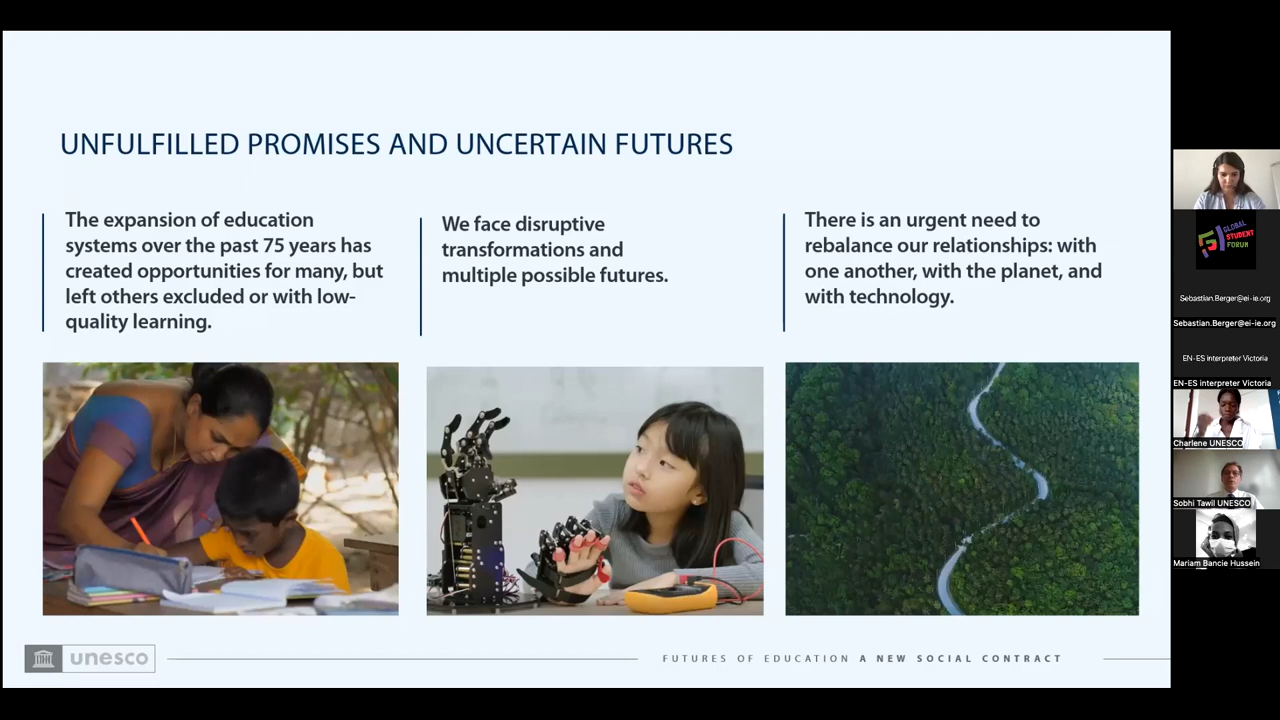 UNFULFILLED PROMISES AND UNCERTAIN FUTURES
The expansion of education
systems over the past 75 years has
created opportunities for many, but
left others excluded or with low-
quality learning.
We face disruptive
transformations and
multiple possible futures.
There is an urgent need to
rebalance our relationships: with
one another, with the planet, and
with technology.
unesco
FUTURES OF EDUCATION A NEW SOCIAL CONTRACT
GLOBAL
STUDENT
FORUM
Sebastian.Berger@ei-ie.org
Sebastian.Berger@ei-ie.org
EN-ES interpreter Victoria
EN-ES interpreter Victoria
Charlene UNESCO
Sobhi Tawil UNESCO
Mariam Bancie Hussein